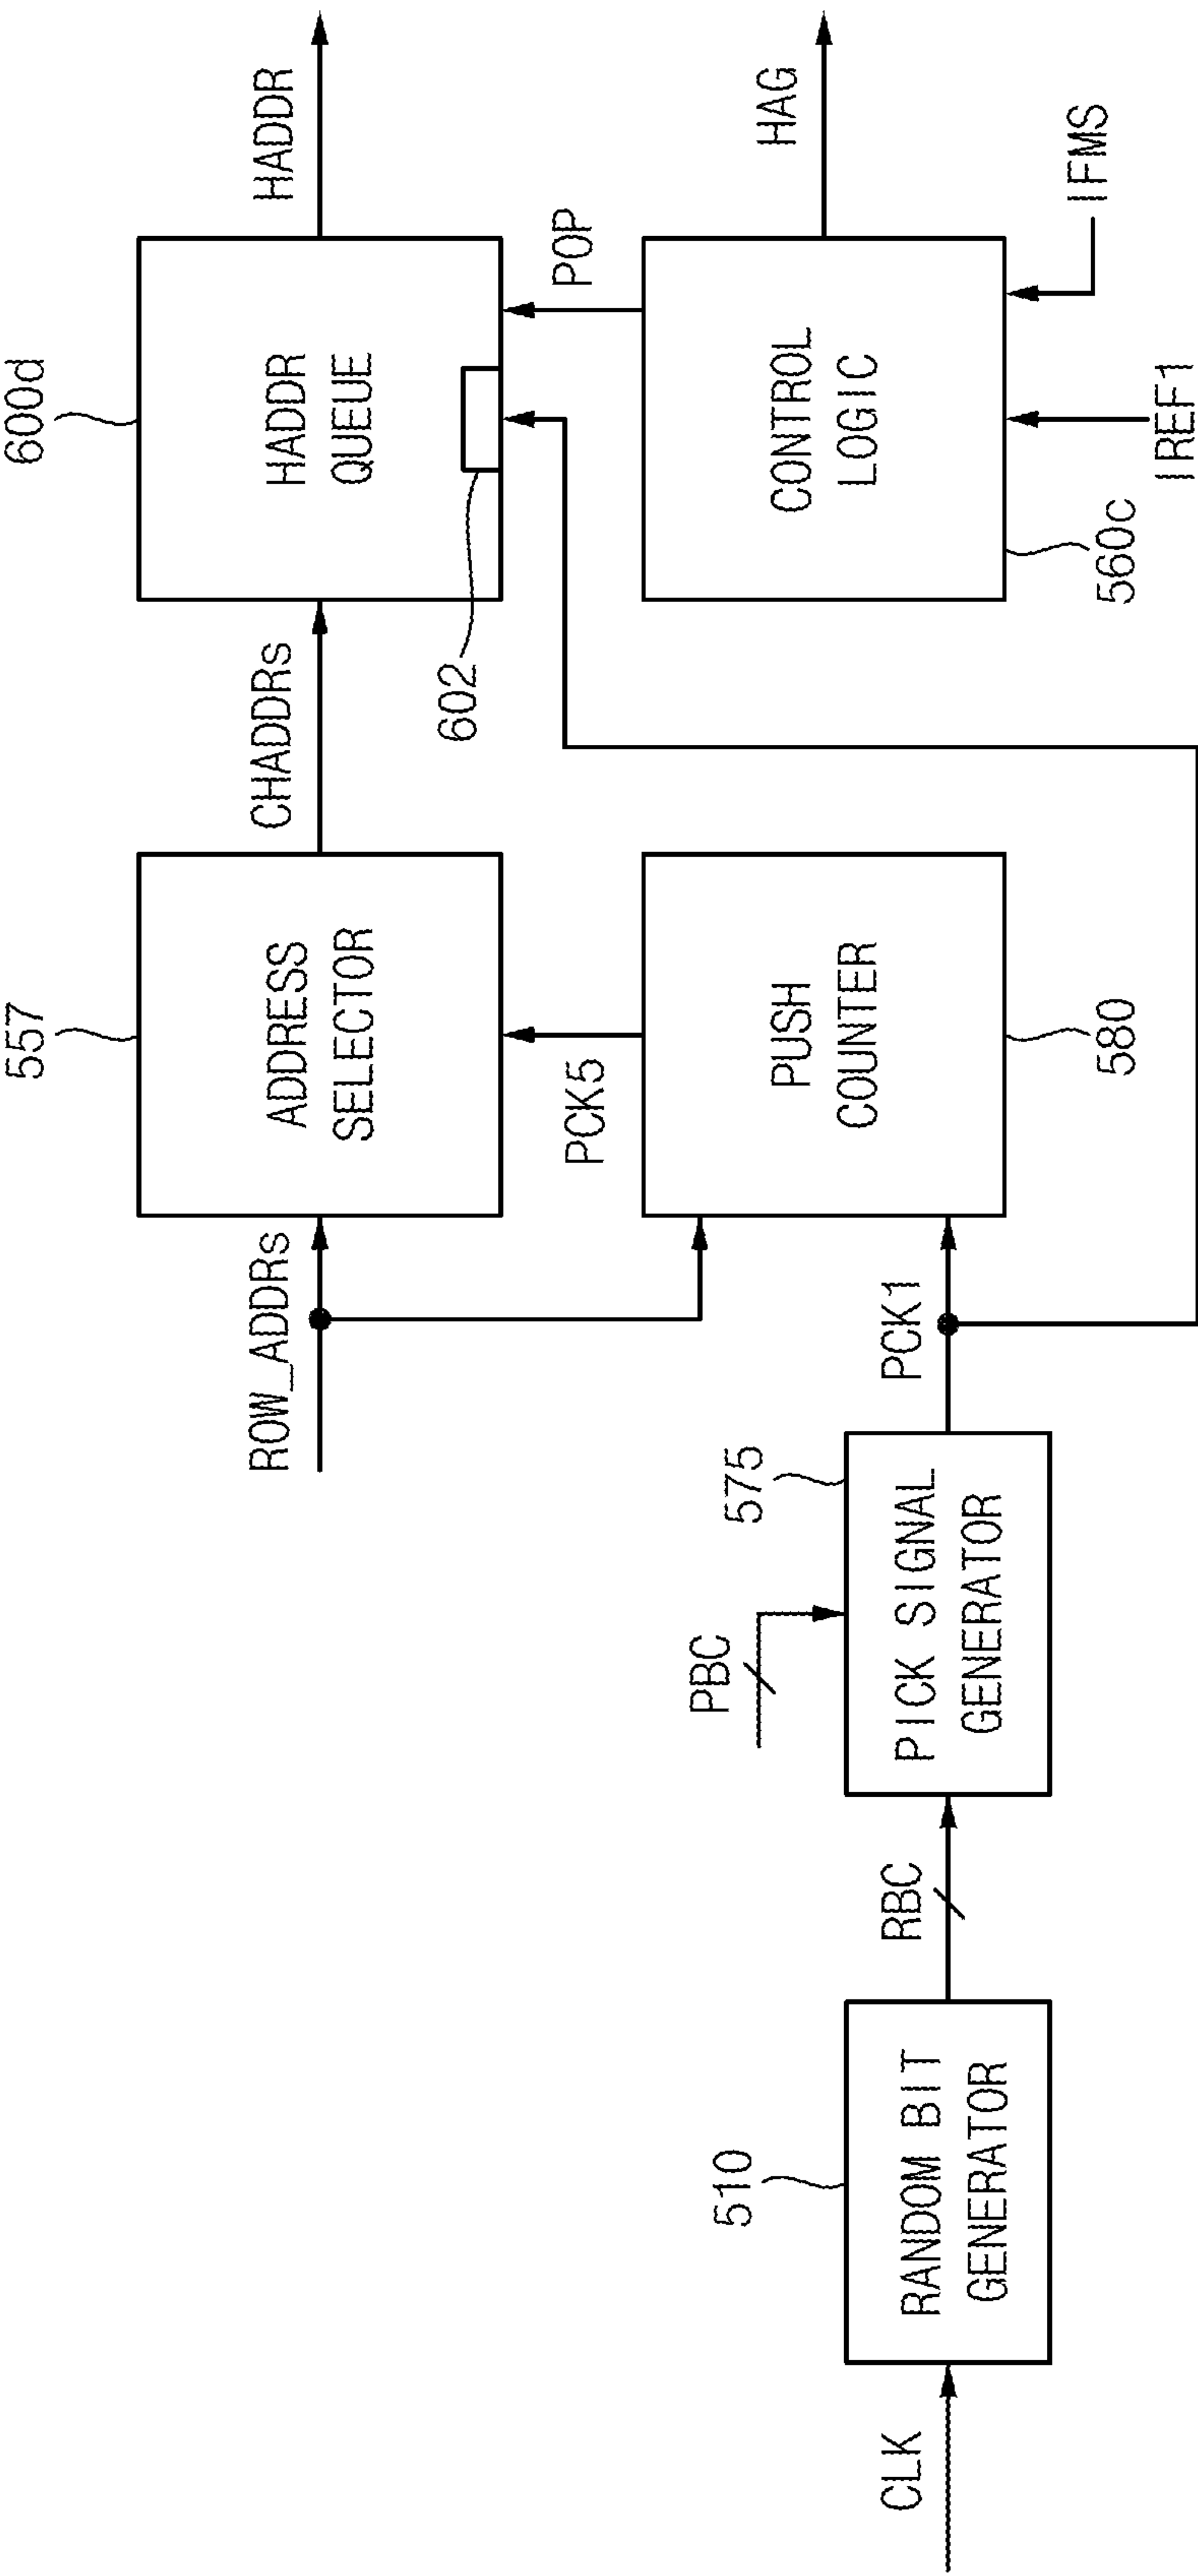 557
600d
ROW_ADDRs
ADDRESS
SELECTOR
CHADDRs
HADDR
QUEUE
HADDR
602
PCK5
POP
510
CLK
RANDOM BIT
GENERATOR
RBC
PBC
575
PICK SIGNAL
GENERATOR
PCK1
PUSH
COUNTER
580
CONTROL
LOGIC
HAG
560c
IREF1
IFMS